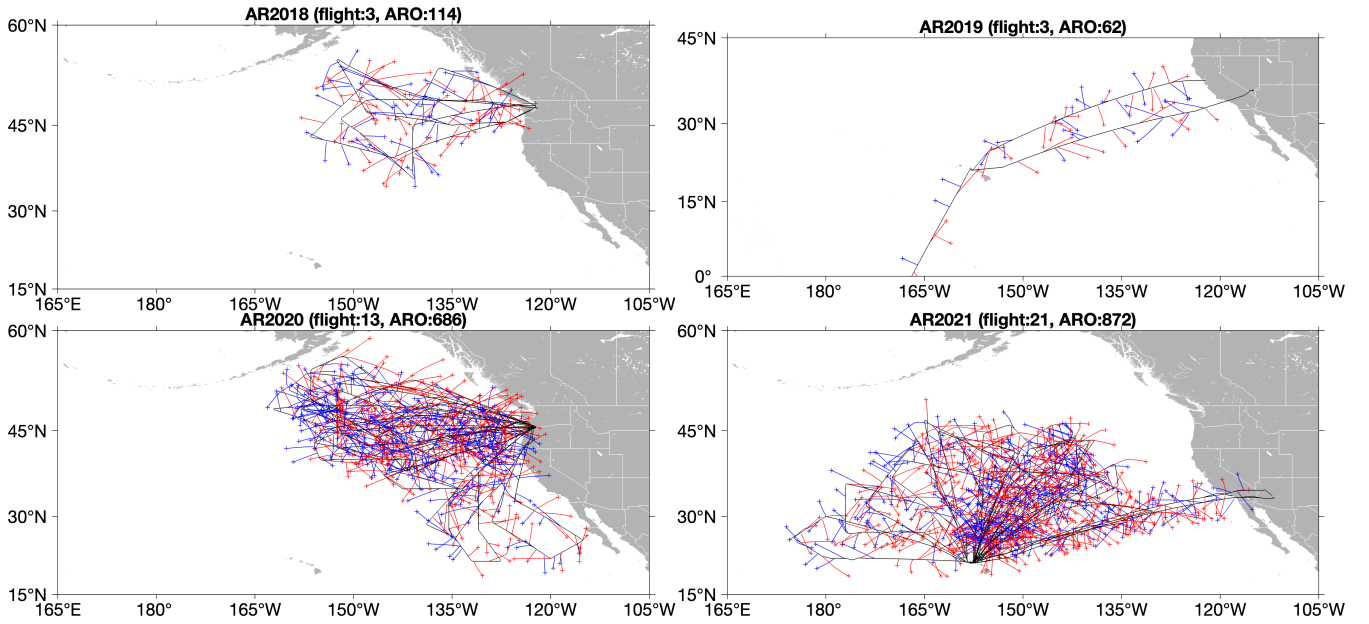 AR2018 (flight:3, ARO:114)
60°N
45°N
30°N
15°N
165°E 180° 165°W 150°W 135°W 120°W 105°W
AR2019 (flight:3, ARO:62)
45°N
30°N
15°N
0°
165°E 180° 165°W 150°W 135°W 120°W 105°W
AR2020 (flight:13, ARO:686)
60°N
45°N
30°N
15°N
165°E 180° 165°W 150°W 135°W 120°W 105°W
AR2021 (flight:21, ARO:872)
60°N
45°N
30°N
15°N
165°E 180° 165°W 150°W 135°W 120°W 105°W